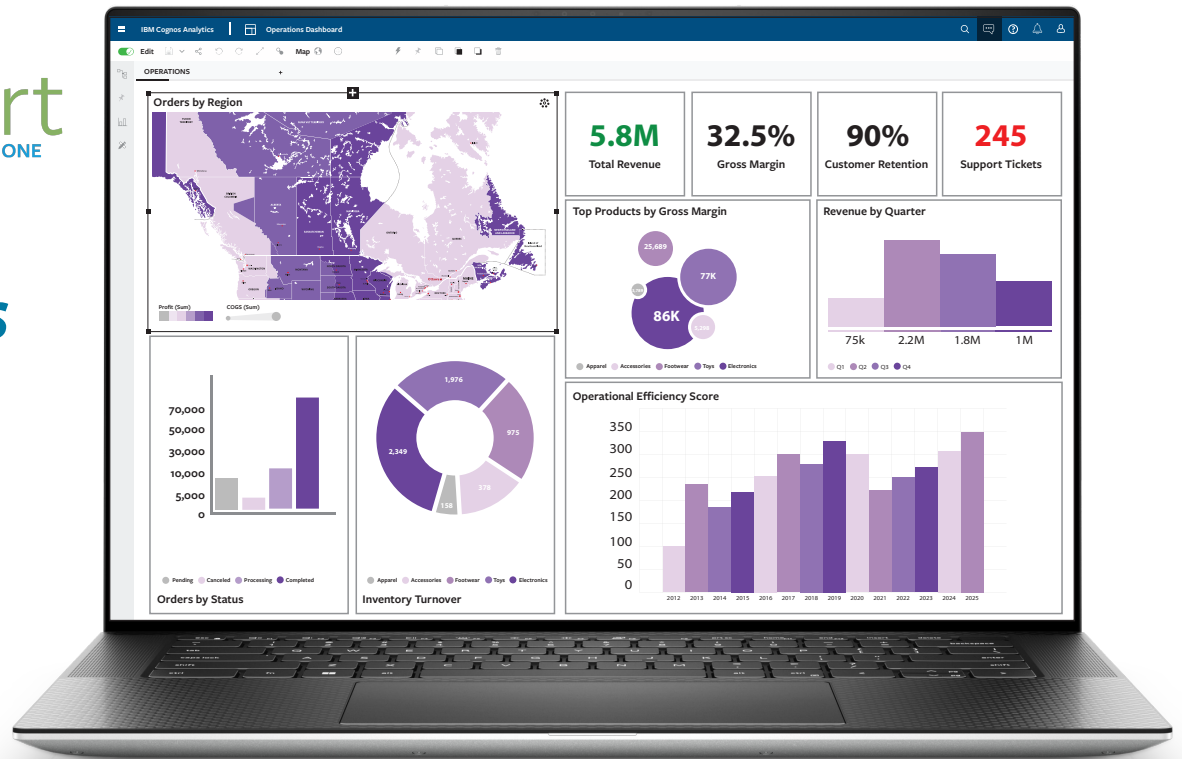 rt
ONE
s
IBM Cognos Analytics
Operations Dashboard
Edit
Map
OPERATIONS
+
Orders by Region
Profit (Sum)
COGS (Sum)
5.8M
Total Revenue
32.5%
Gross Margin
90%
Customer Retention
245
Support Tickets
Top Products by Gross Margin
25,689
77K
86K
Apparel Accessories Footwear Toys Electronics
Revenue by Quarter
75k 2.2M 1.8M 1M
Q1 Q2 Q3 Q4
70,000
50,000
30,000
10,000
5,000
0
Pending Canceled Processing Completed
Orders by Status
1,976
975
2,349
378
158
Apparel Accessories Footwear Toys Electronics
Inventory Turnover
Operational Efficiency Score
350
300
250
200
150
100
50
0
2012 2013 2014 2015 2016 2017 2018 2019 2020 2021 2022 2023 2024 2025